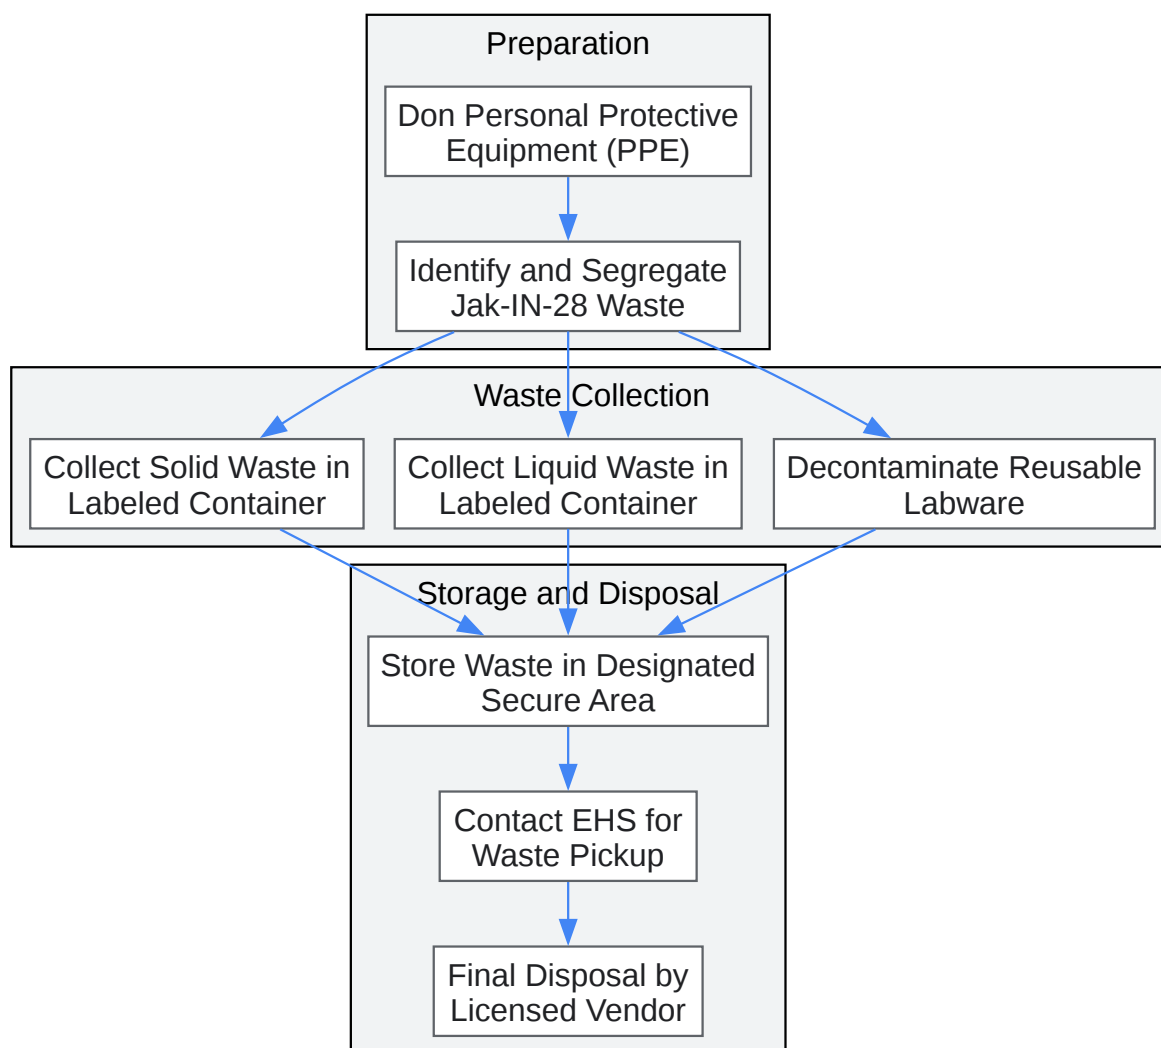 Preparation
Don Personal Protective
Equipment (PPE)
Identify and Segregate
Jak-IN-28 Waste
Waste Collection
Collect Solid Waste in
Labeled Container
Collect Liquid Waste in
Labeled Container
Decontaminate Reusable
Labware
Storage and Disposal
Store Waste in Designated
Secure Area
Contact EHS for
Waste Pickup
Final Disposal by
Licensed Vendor